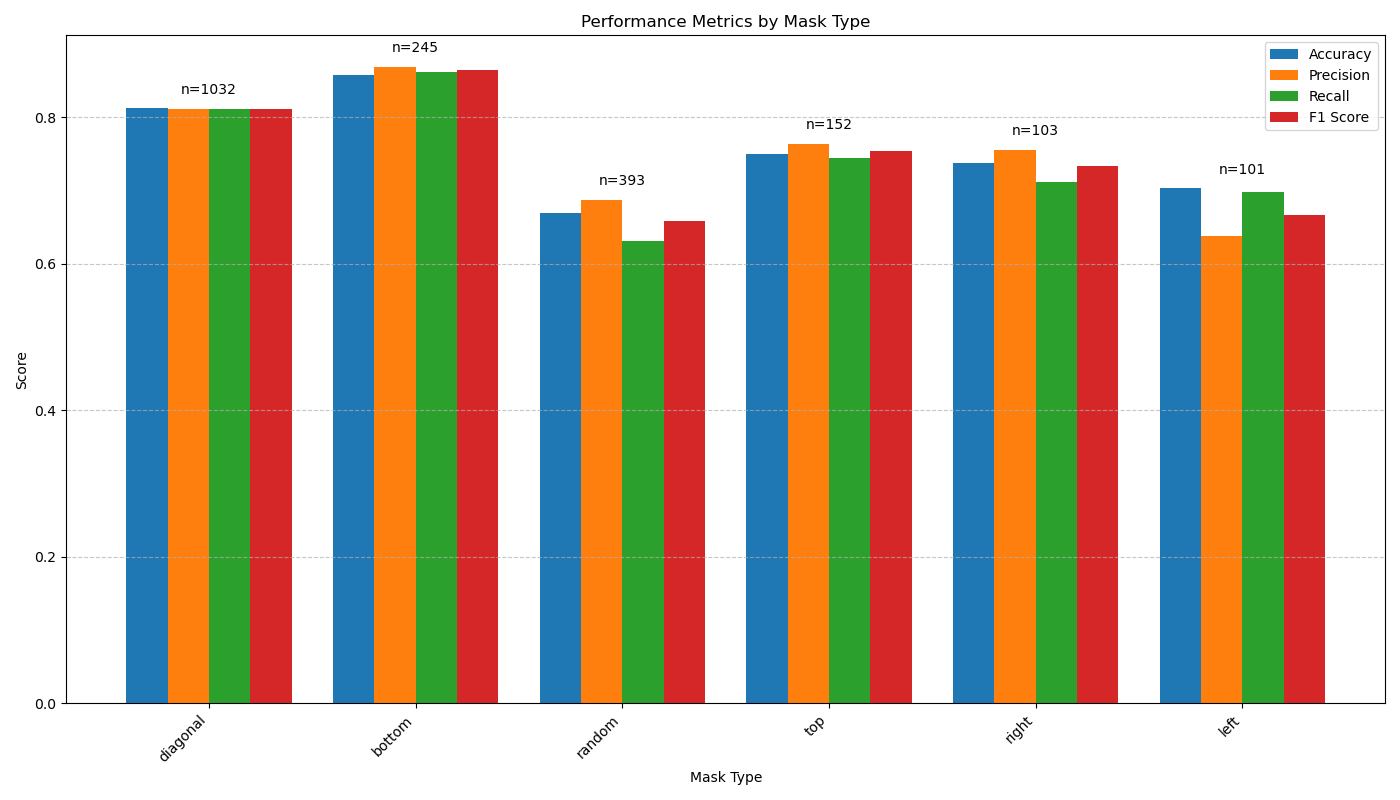 Performance Metrics by Mask Type
n=1032
n=245
n=393
n=152
n=103
n=101
Accuracy
Precision
Recall
F1 Score
Score
0.8
0.6
0.4
0.2
0.0
diagonal
bottom
random
top
right
left
Mask Type